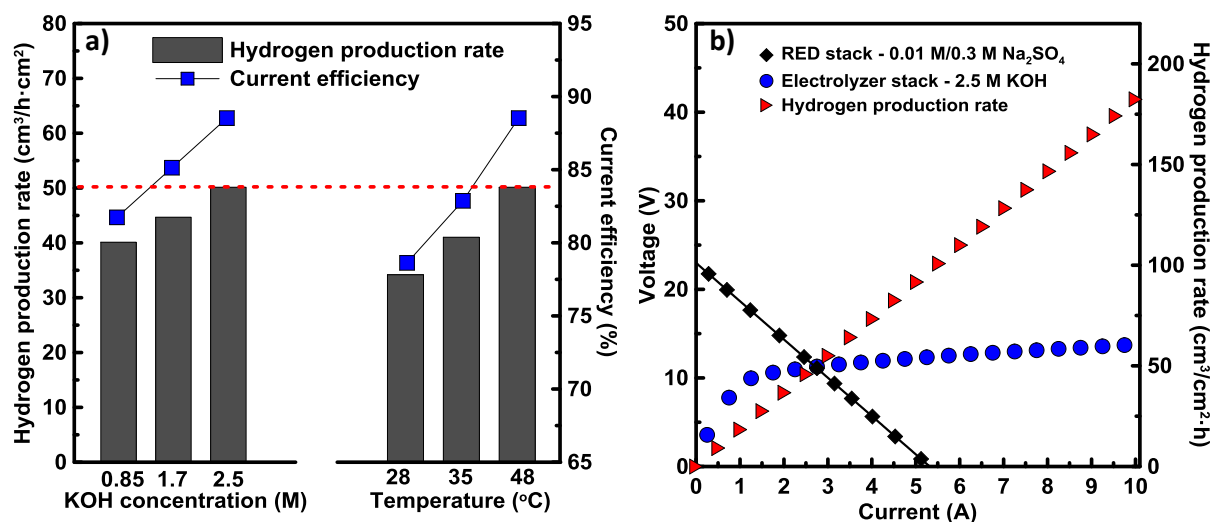 a)
Hydrogen production rate
Current efficiency
Hydrogen production rate (cm³/h·cm²)
80
70
60
50
40
30
20
10
0
0.85 1.7 2.5
KOH concentration (M)
28 35 48
Temperature (°C)
95
90
85
80
75
70
65
Current efficiency (%)
b)
RED stack - 0.01 M/0.3 M Na₂SO₄
Electrolyzer stack - 2.5 M KOH
Hydrogen production rate
Voltage (V)
50
40
30
20
10
0
0 1 2 3 4 5 6 7 8 9 10
Current (A)
200
150
100
50
0
Hydrogen production rate (cm³/cm²·h)